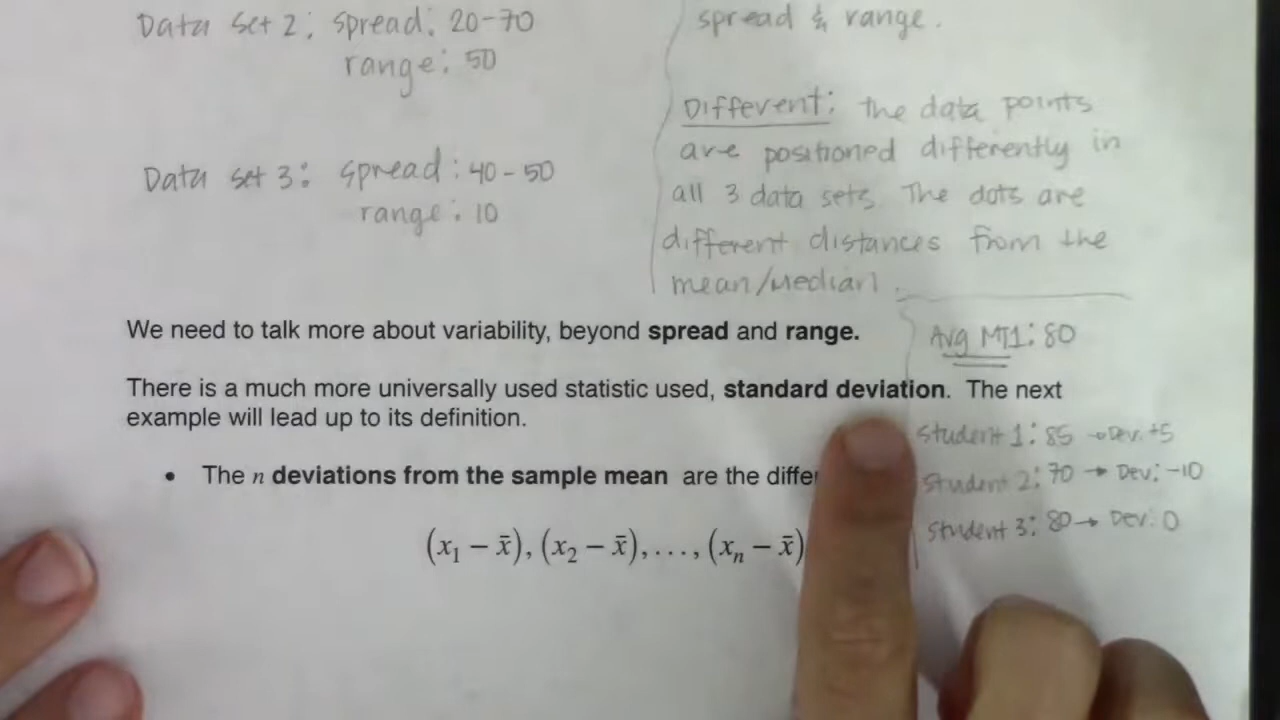 Data set 2: spread: 20-70
range: 50
Data set 3: spread: 40-50
range: 10
spread & range.
Different: the data points
are positioned differently in
all 3 data sets. The dots are
different distances from the
mean/median.
We need to talk more about variability, beyond spread and range.
Avg MT1: 80
There is a much more universally used statistic used, standard deviation. The next
example will lead up to its definition.
Student 1: 85 → Dev: +5
Student 2: 70 → Dev: -10
Student 3: 80 → Dev: 0
• The n deviations from the sample mean are the
(x₁ − x̄), (x₂ − x̄), . . . , (xₙ − x̄)